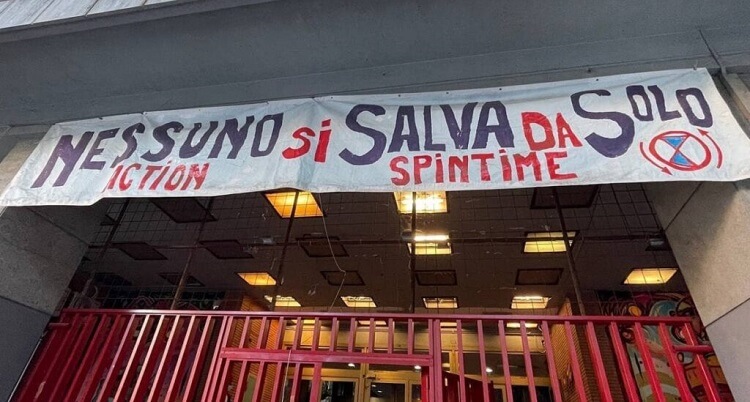 NESSUNO Si SALVA DA SOLO
ACTION SPINTIME